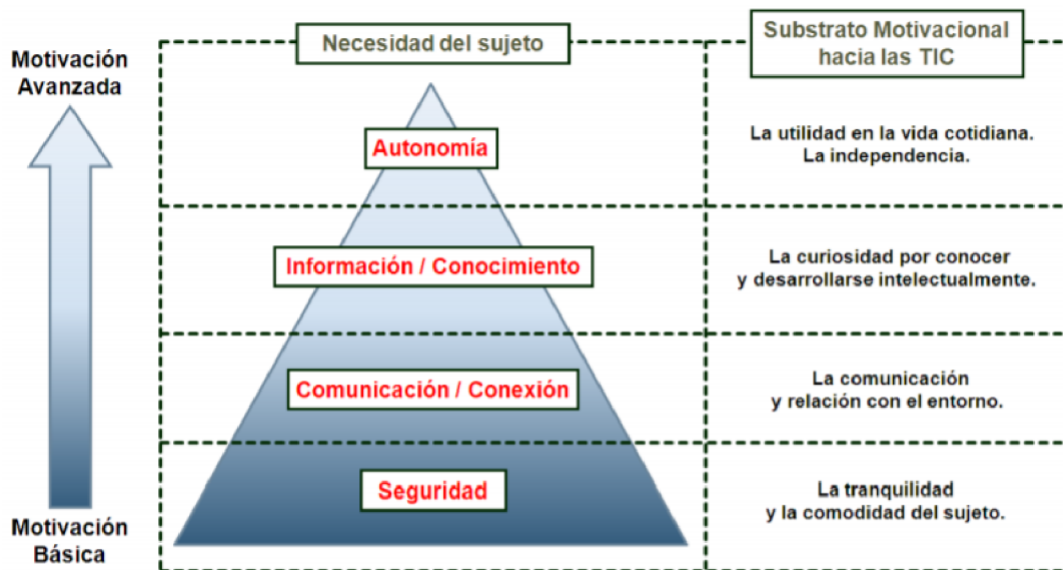 Necesidad del sujeto
Substrato Motivacional
hacia las TIC
Motivación
Avanzada
Autonomía
La utilidad en la vida cotidiana.
La independencia.
Información / Conocimiento
La curiosidad por conocer
y desarrollarse intelectualmente.
Comunicación / Conexión
La comunicación
y relación con el entorno.
Seguridad
La tranquilidad
y la comodidad del sujeto.
Motivación
Básica